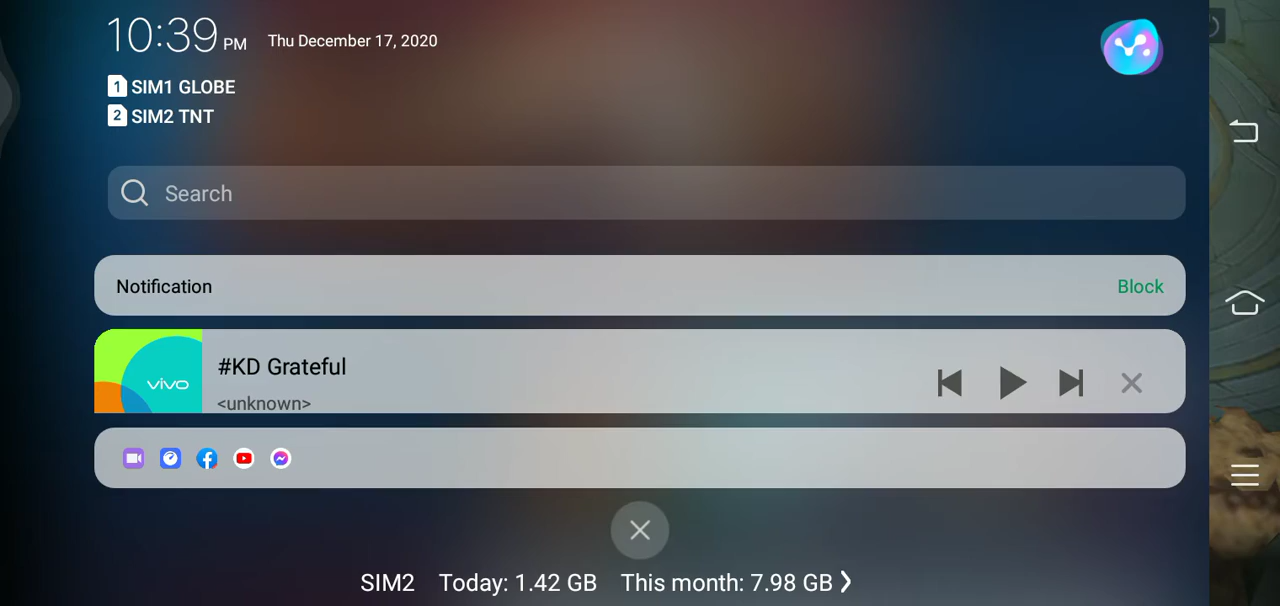 10:39 PM Thu December 17, 2020
1 SIM1 GLOBE
2 SIM2 TNT
Search
Notification Block
vivo
#KD Grateful
<unknown>
SIM2 Today: 1.42 GB This month: 7.98 GB